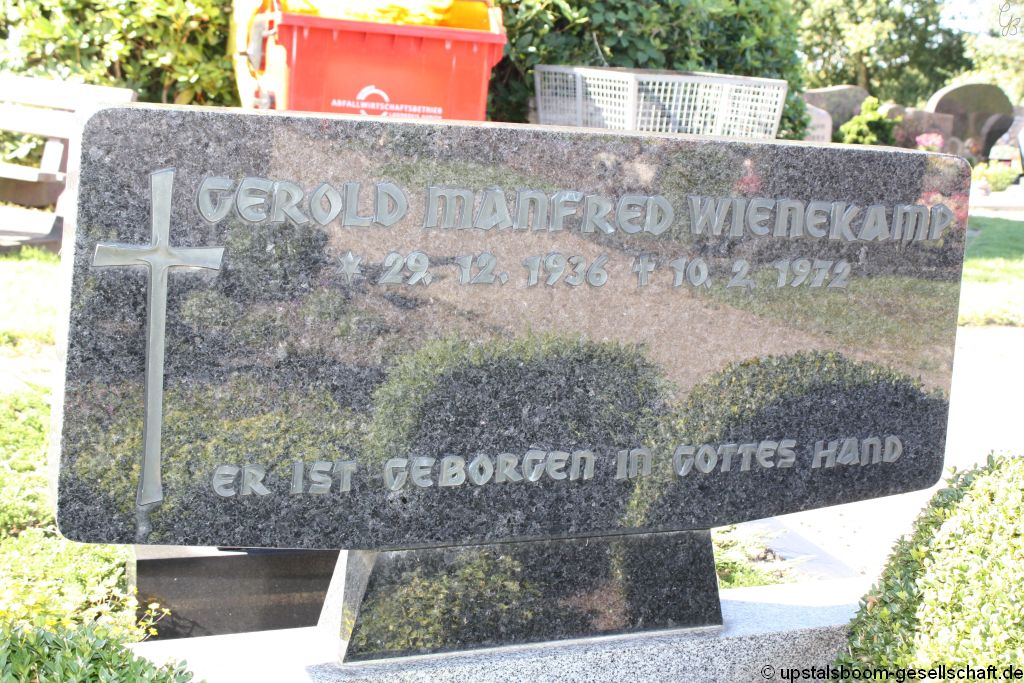 ABFALLWIRTSCHAFTSBETRIEB
GEROLD MANFRED WIENEKAMP
* 29. 12. 1936 † 10. 2. 1972
ER IST GEBORGEN IN GOTTES HAND
© upstalsboom-gesellschaft.de